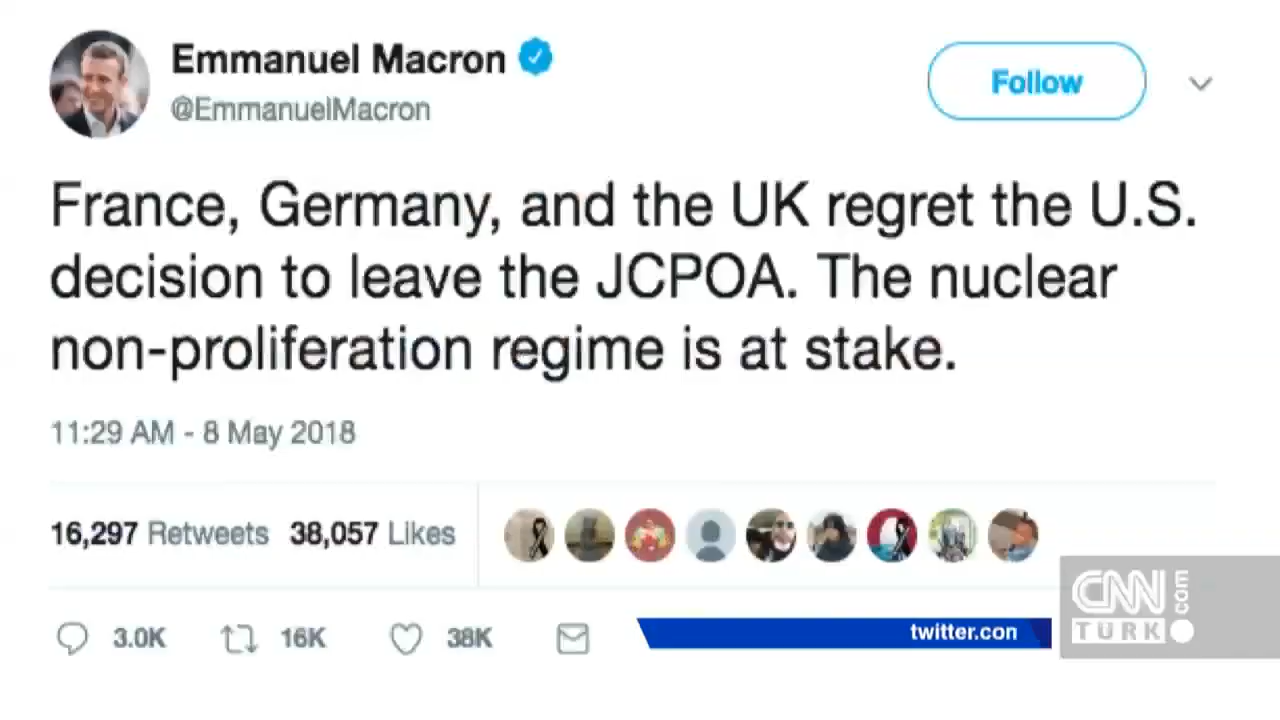 Emmanuel Macron
@EmmanuelMacron
Follow
France, Germany, and the UK regret the U.S.
decision to leave the JCPOA. The nuclear
non-proliferation regime is at stake.
11:29 AM - 8 May 2018
16,297 Retweets 38,057 Likes
3.0K 16K 38K
twitter.con
CNN.com
TURK